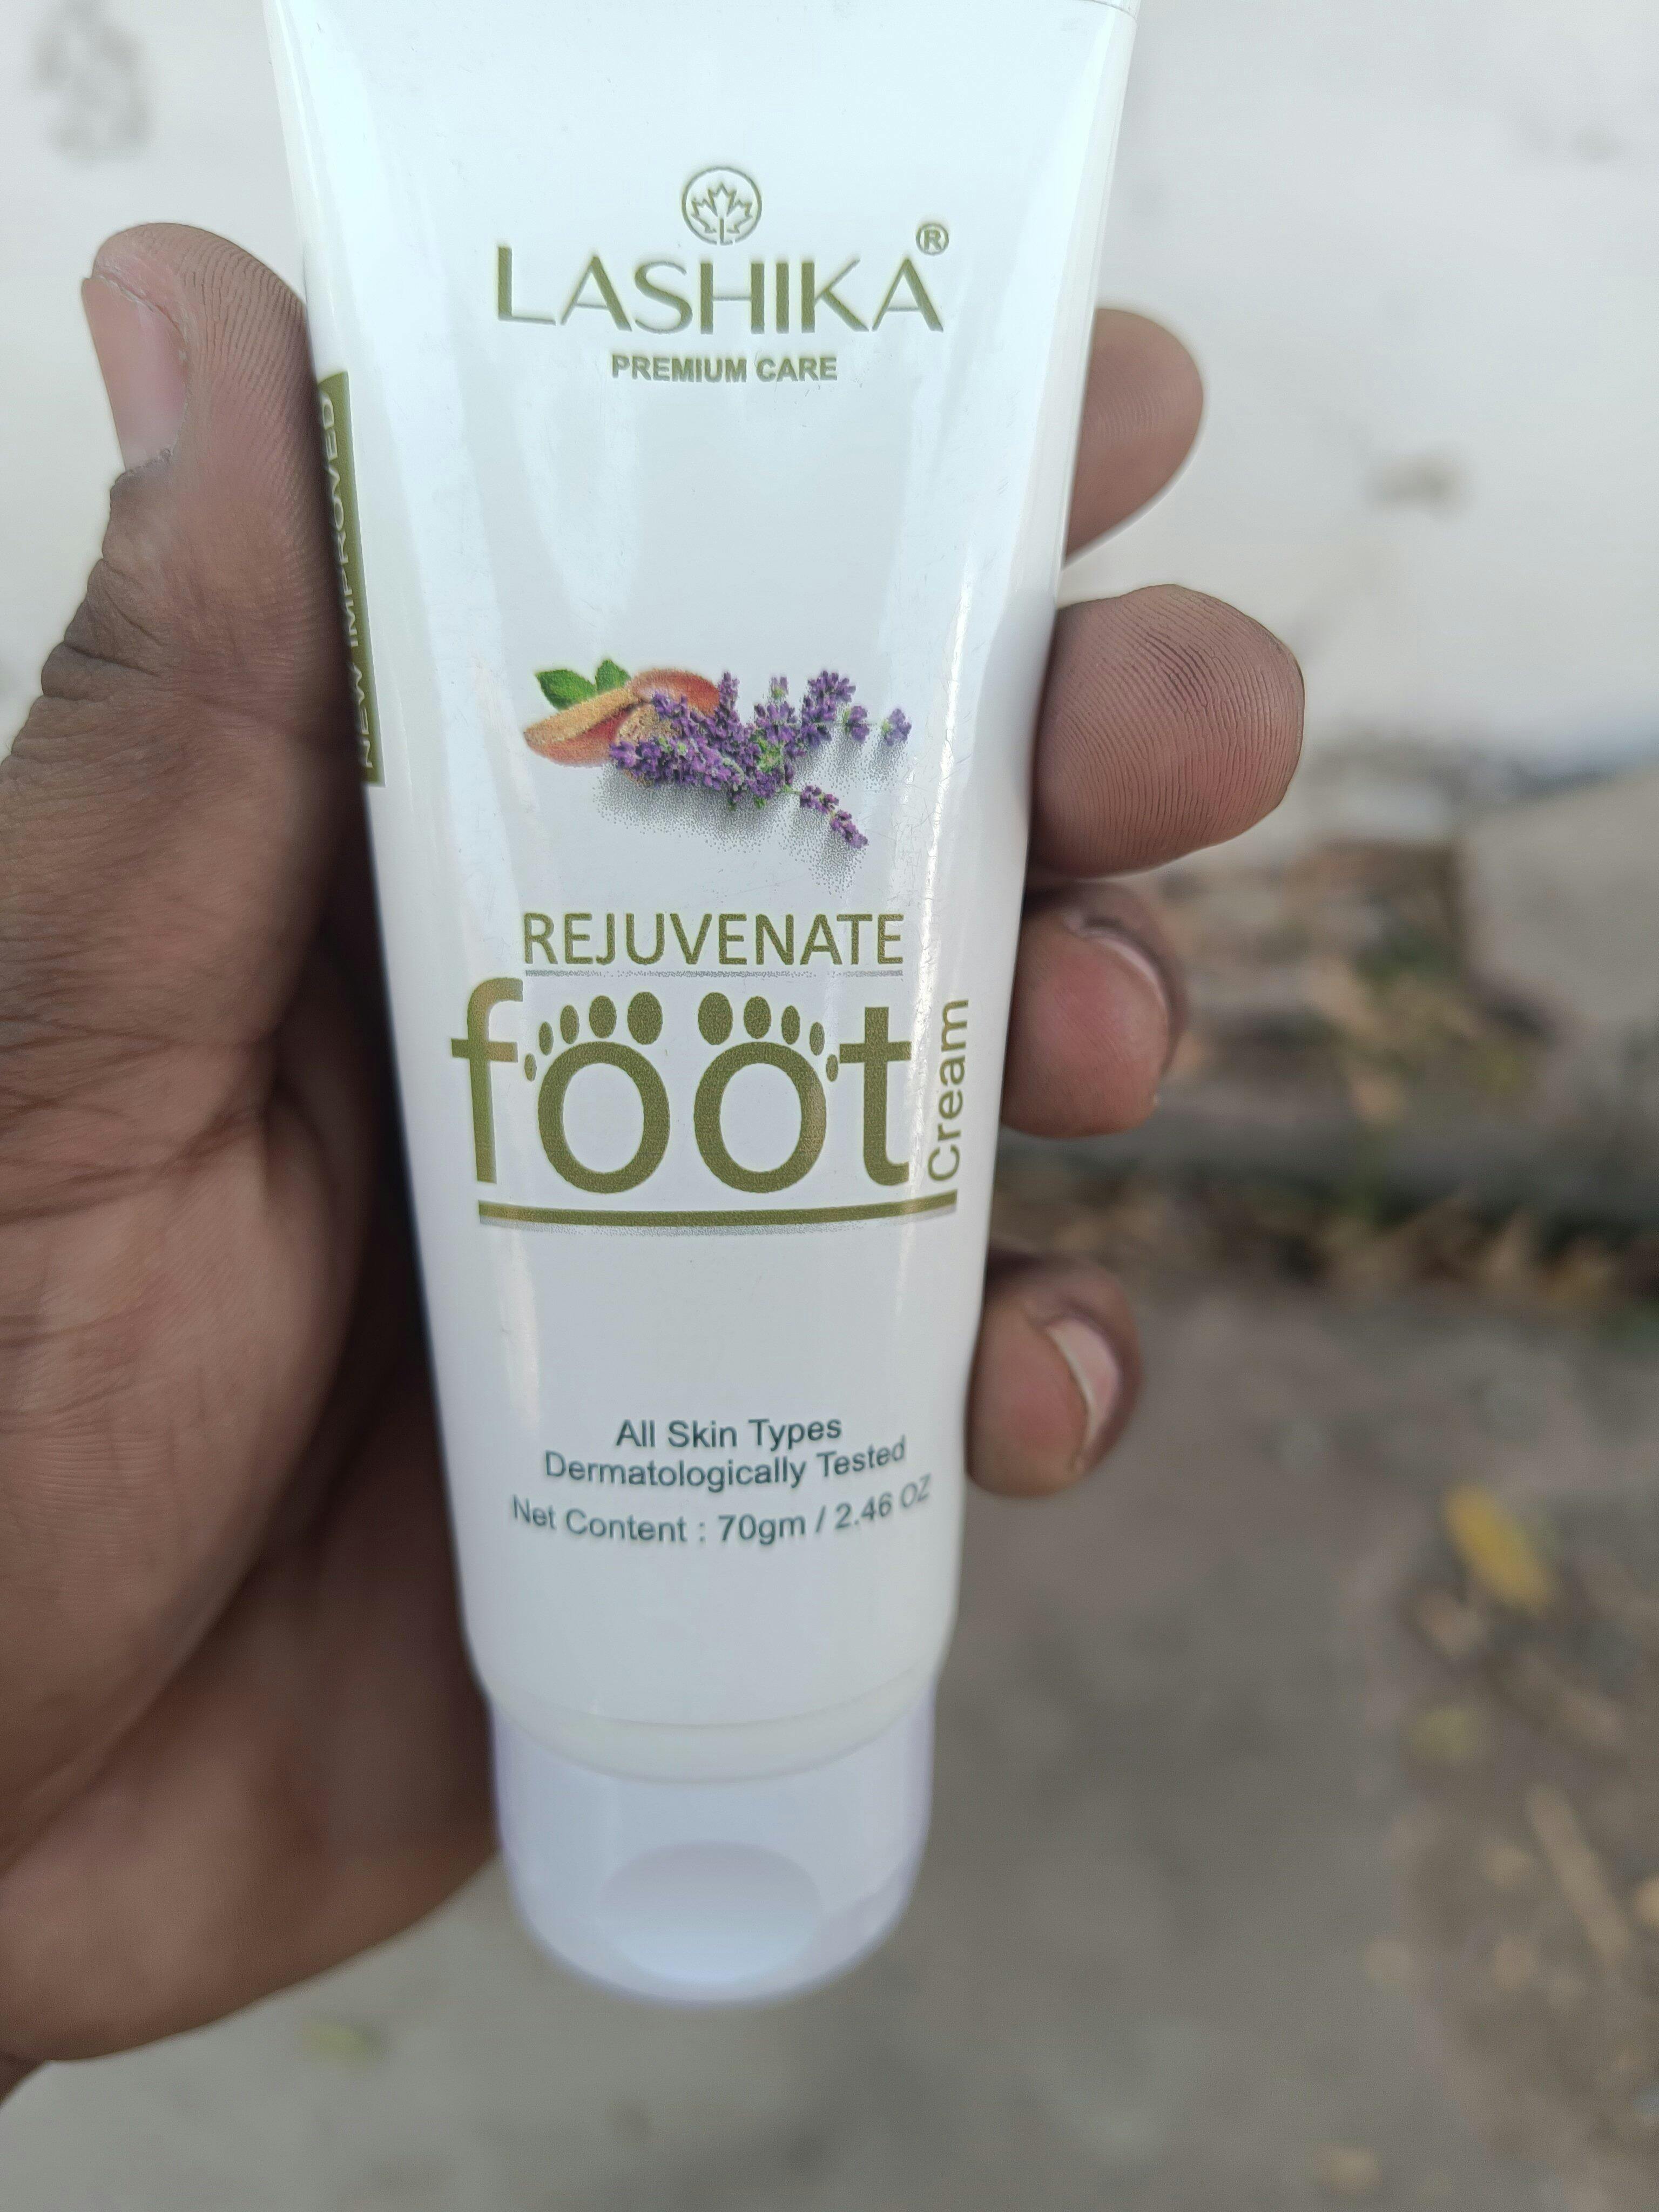 LASHIKA®
PREMIUM CARE
NEW IMPROVED
REJUVENATE
foot
Cream
All Skin Types
Dermatologically Tested
Net Content : 70gm / 2.46 OZ